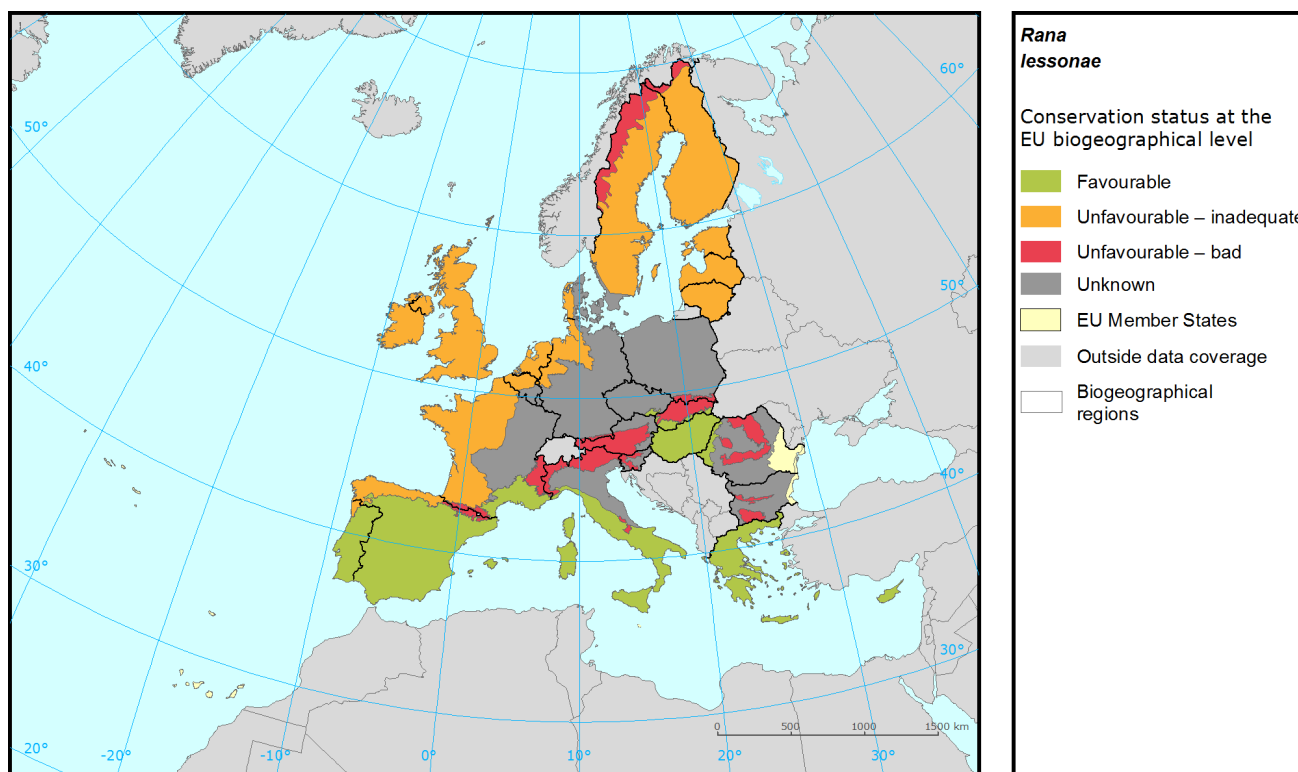 Rana
lessonae
Conservation status at the
EU biogeographical level
Favourable
Unfavourable – inadequate
Unfavourable – bad
Unknown
EU Member States
Outside data coverage
Biogeographical
regions
60°
50°
50°
40°
40°
30°
30°
20°
-20°
-10°
0°
10°
20°
30°
0
500
1000
1500 km